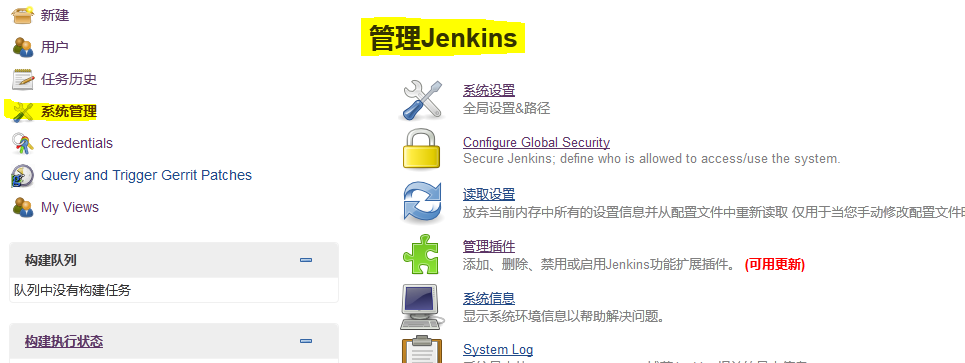 新建
用户
任务历史
系统管理
Credentials
Query and Trigger Gerrit Patches
My Views
构建队列
队列中没有构建任务
构建执行状态
管理Jenkins
系统设置
全局设置&路径
Configure Global Security
Secure Jenkins; define who is allowed to access/use the system.
读取设置
放弃当前内存中所有的设置信息并从配置文件中重新读取 仅用于当您手动修改配置文件时
管理插件
添加、删除、禁用或启用Jenkins功能扩展插件。 (可用更新)
系统信息
显示系统环境信息以帮助解决问题。
System Log